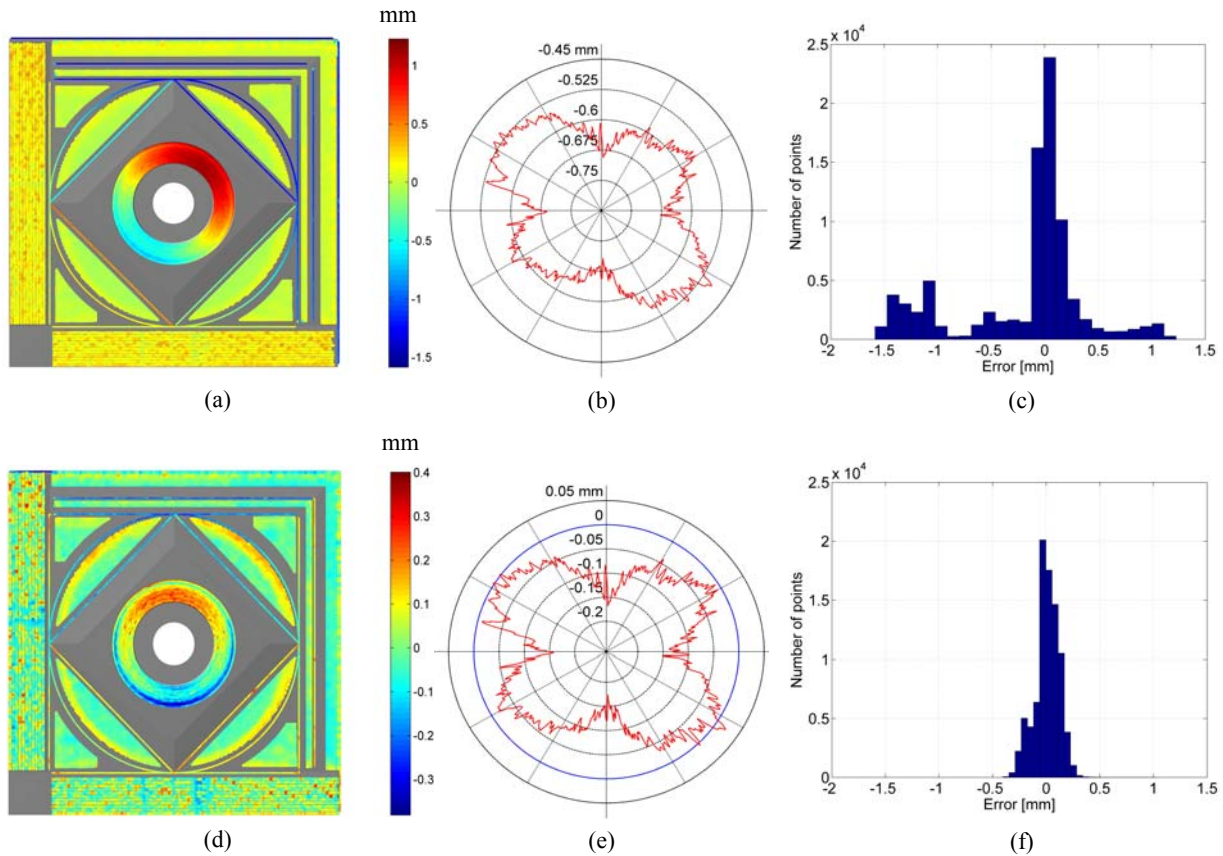 mm
1
0.5
0
-0.5
-1
-1.5
(a)
-0.45 mm
-0.525
-0.6
-0.675
-0.75
(b)
2.5 x 10^4
2
1.5
1
0.5
0
-2 -1.5 -1 -0.5 0 0.5 1 1.5
Number of points
Error [mm]
(c)
mm
0.4
0.3
0.2
0.1
0
-0.1
-0.2
-0.3
(d)
0.05 mm
0
-0.05
-0.1
-0.15
-0.2
(e)
2.5 x 10^4
2
1.5
1
0.5
0
-2 -1.5 -1 -0.5 0 0.5 1 1.5
Number of points
Error [mm]
(f)